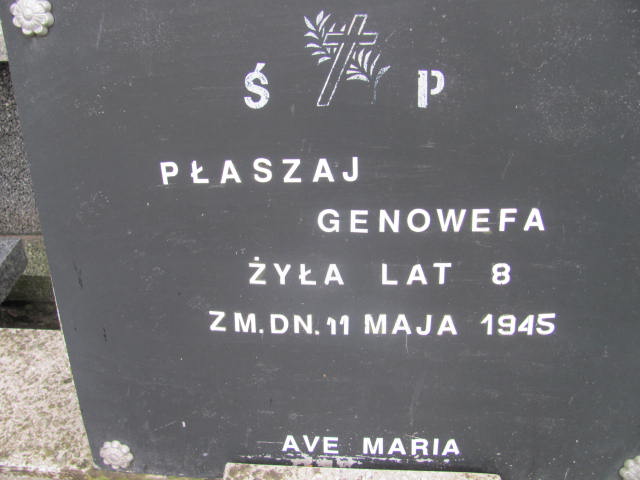 Ś P
PŁASZAJ
GENOWEFA
ŻYŁA LAT 8
ZM.DN.11 MAJA 1945
AVE MARIA